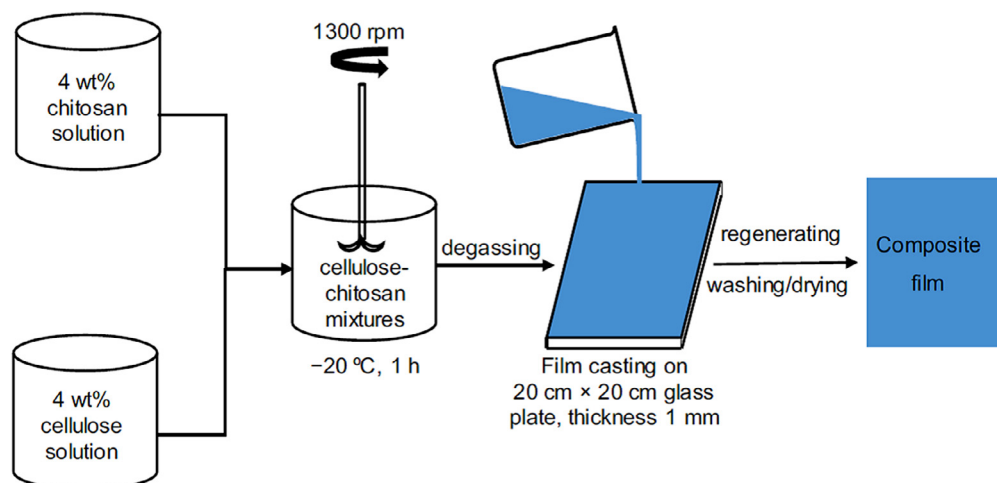 4 wt%
chitosan
solution
1300 rpm
4 wt%
cellulose
solution
cellulose-
chitosan
mixtures
−20 ºC, 1 h
degassing
Film casting on
20 cm × 20 cm glass
plate, thickness 1 mm
regenerating
washing/drying
Composite
film